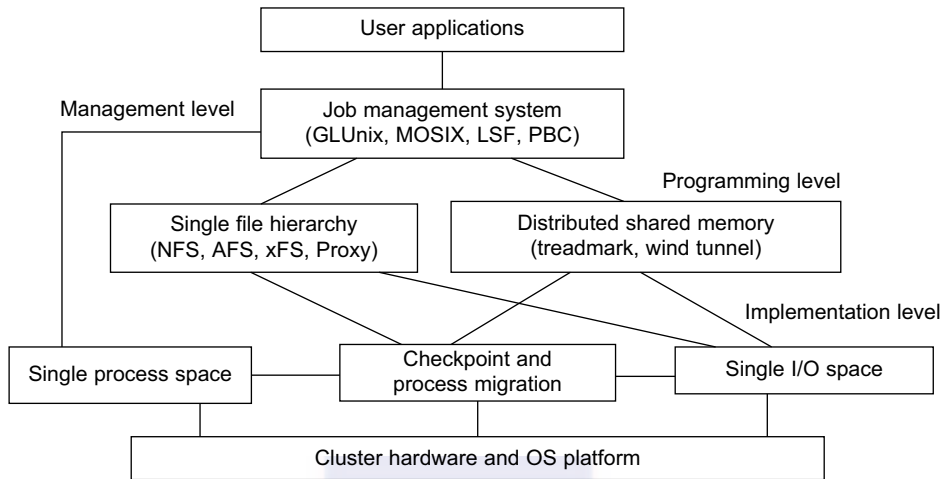 User applications
Management level
Job management system
(GLUnix, MOSIX, LSF, PBC)
Programming level
Single file hierarchy
(NFS, AFS, xFS, Proxy)
Distributed shared memory
(treadmark, wind tunnel)
Implementation level
Single process space
Checkpoint and
process migration
Single I/O space
Cluster hardware and OS platform